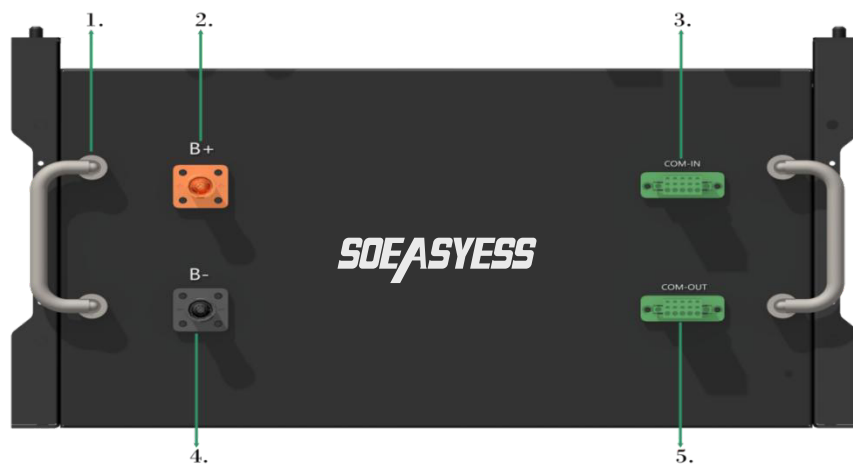 1.
2.
3.
B+
COM-IN
SOEASYESS
B-
COM-OUT
4.
5.